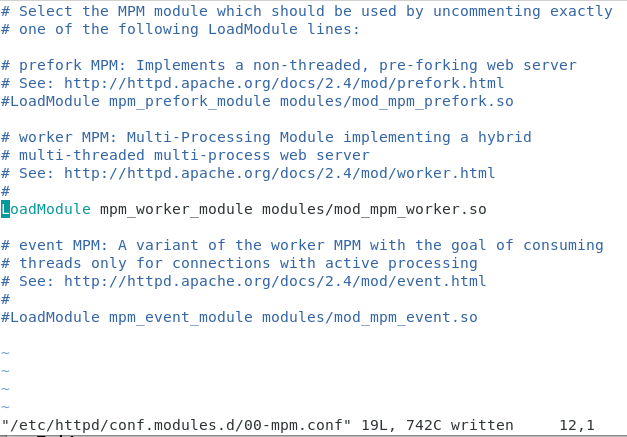 # Select the MPM module which should be used by uncommenting exactly
# one of the following LoadModule lines:
# prefork MPM: Implements a non-threaded, pre-forking web server
# See: http://httpd.apache.org/docs/2.4/mod/prefork.html
#LoadModule mpm_prefork_module modules/mod_mpm_prefork.so
# worker MPM: Multi-Processing Module implementing a hybrid
# multi-threaded multi-process web server
# See: http://httpd.apache.org/docs/2.4/mod/worker.html
#
LoadModule mpm_worker_module modules/mod_mpm_worker.so
# event MPM: A variant of the worker MPM with the goal of consuming
# threads only for connections with active processing
# See: http://httpd.apache.org/docs/2.4/mod/event.html
#
#LoadModule mpm_event_module modules/mod_mpm_event.so
~
~
~
~
"/etc/httpd/conf.modules.d/00-mpm.conf" 19L, 742C written 12,1